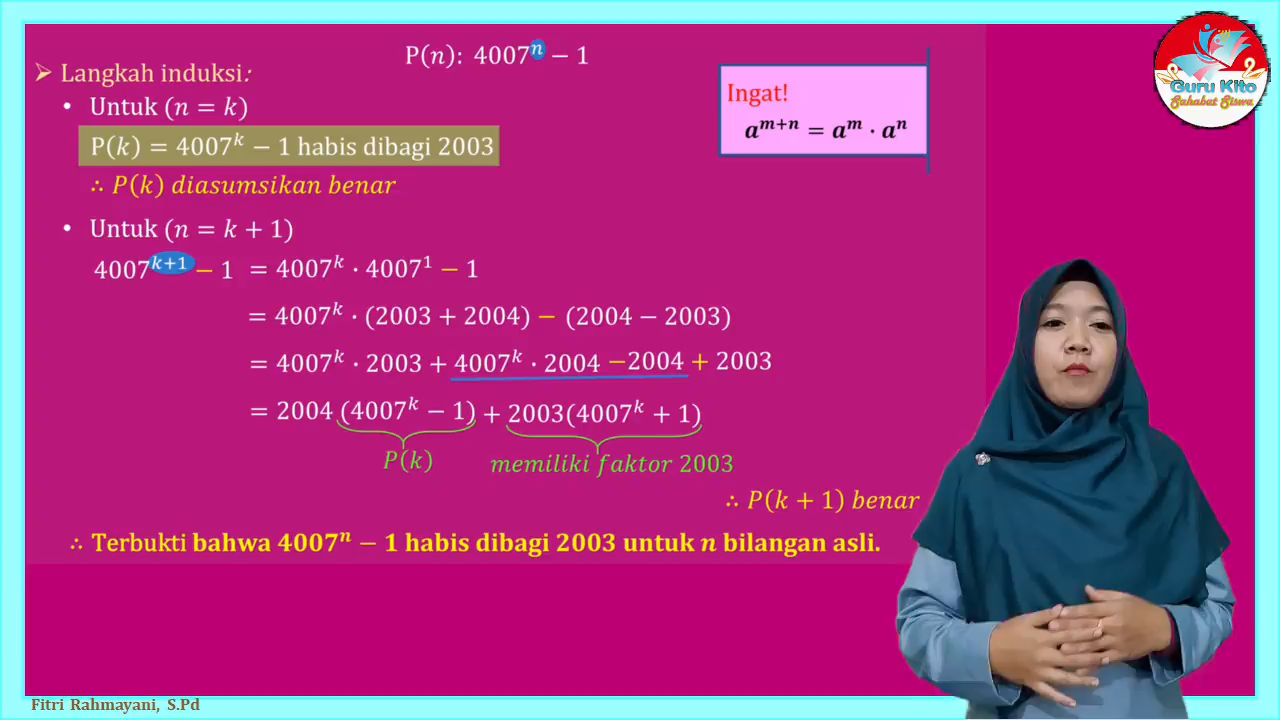 P(n): 4007ⁿ − 1
➢ Langkah induksi:
• Untuk (n = k)
P(k) = 4007ᵏ − 1 habis dibagi 2003
∴ P(k) diasumsikan benar
Ingat!
aᵐ⁺ⁿ = aᵐ · aⁿ
• Untuk (n = k + 1)
4007ᵏ⁺¹ − 1 = 4007ᵏ · 4007¹ − 1
= 4007ᵏ · (2003 + 2004) − (2004 − 2003)
= 4007ᵏ · 2003 + 4007ᵏ · 2004 − 2004 + 2003
= 2004 (4007ᵏ − 1) + 2003(4007ᵏ + 1)
P(k) memiliki faktor 2003
∴ P(k + 1) benar
∴ Terbukti bahwa 4007ⁿ − 1 habis dibagi 2003 untuk n bilangan asli.
Guru Kito
Sahabat Siswa
Fitri Rahmayani, S.Pd